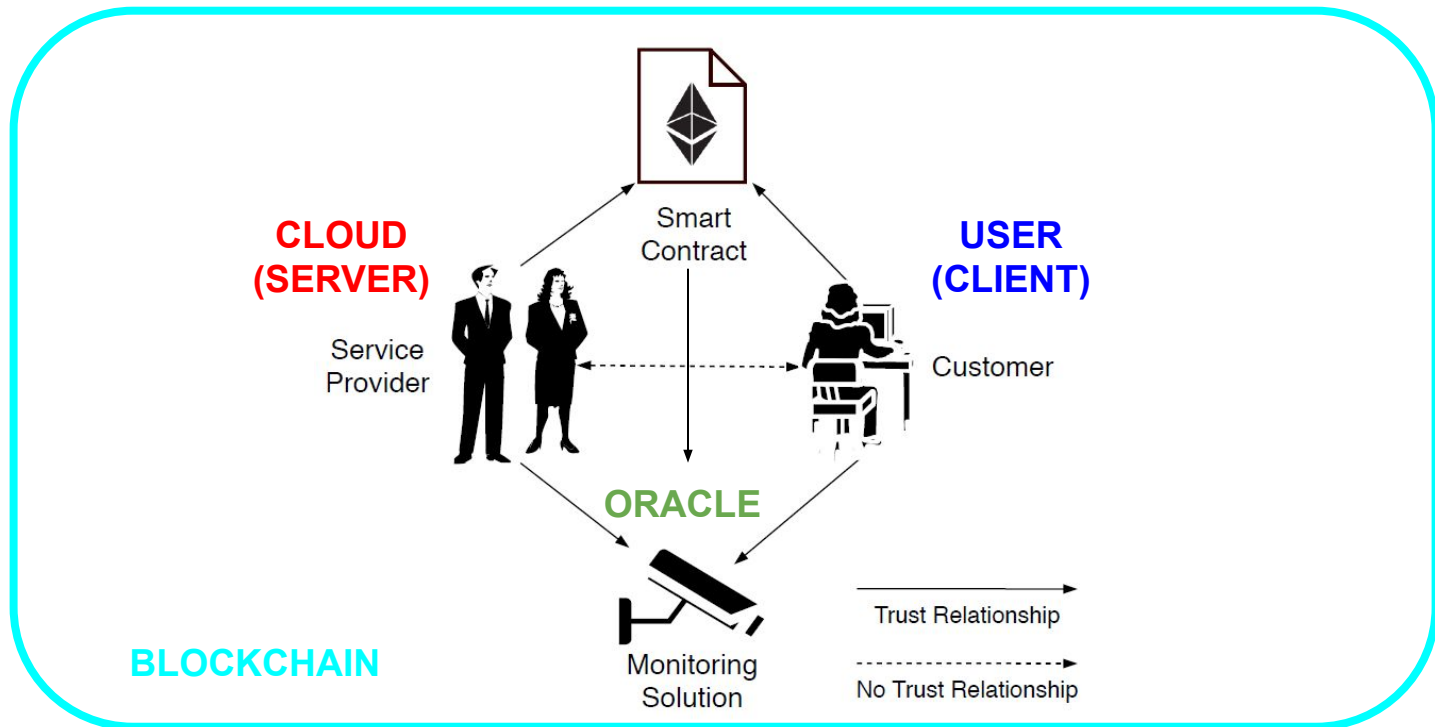 Smart
Contract
CLOUD
(SERVER)
USER
(CLIENT)
Service
Provider
Customer
ORACLE
Monitoring
Solution
Trust Relationship
No Trust Relationship
BLOCKCHAIN